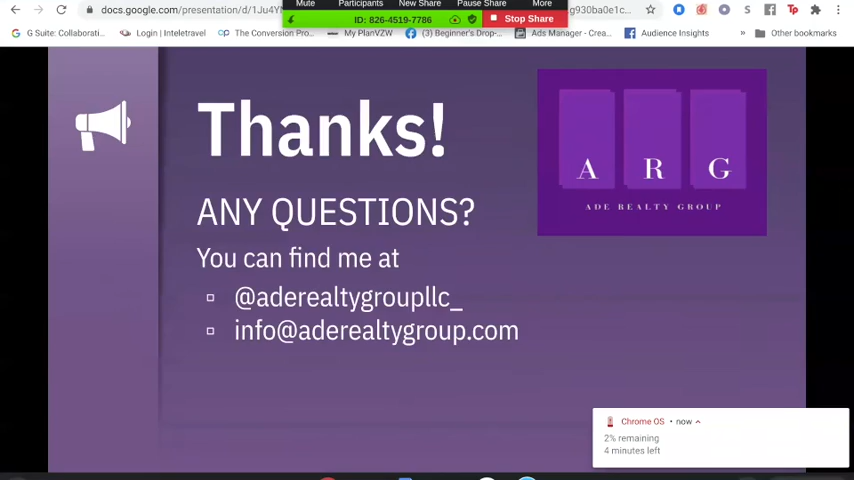 Mute Participants New Share Pause Share More
docs.google.com/presentation/d/1Ju4Y
ID: 826-4519-7786
Stop Share
g930ba0e1c...
G Suite: Collaborati...
Login | Inteletravel
The Conversion Pro...
My PlanVZW
(3) Beginner's Drop-...
Ads Manager - Crea...
Audience Insights
»
Other bookmarks
Thanks!
A R G
ADE REALTY GROUP
ANY QUESTIONS?
You can find me at
@aderealtygroupllc_
info@aderealtygroup.com
Chrome OS • now
2% remaining
4 minutes left